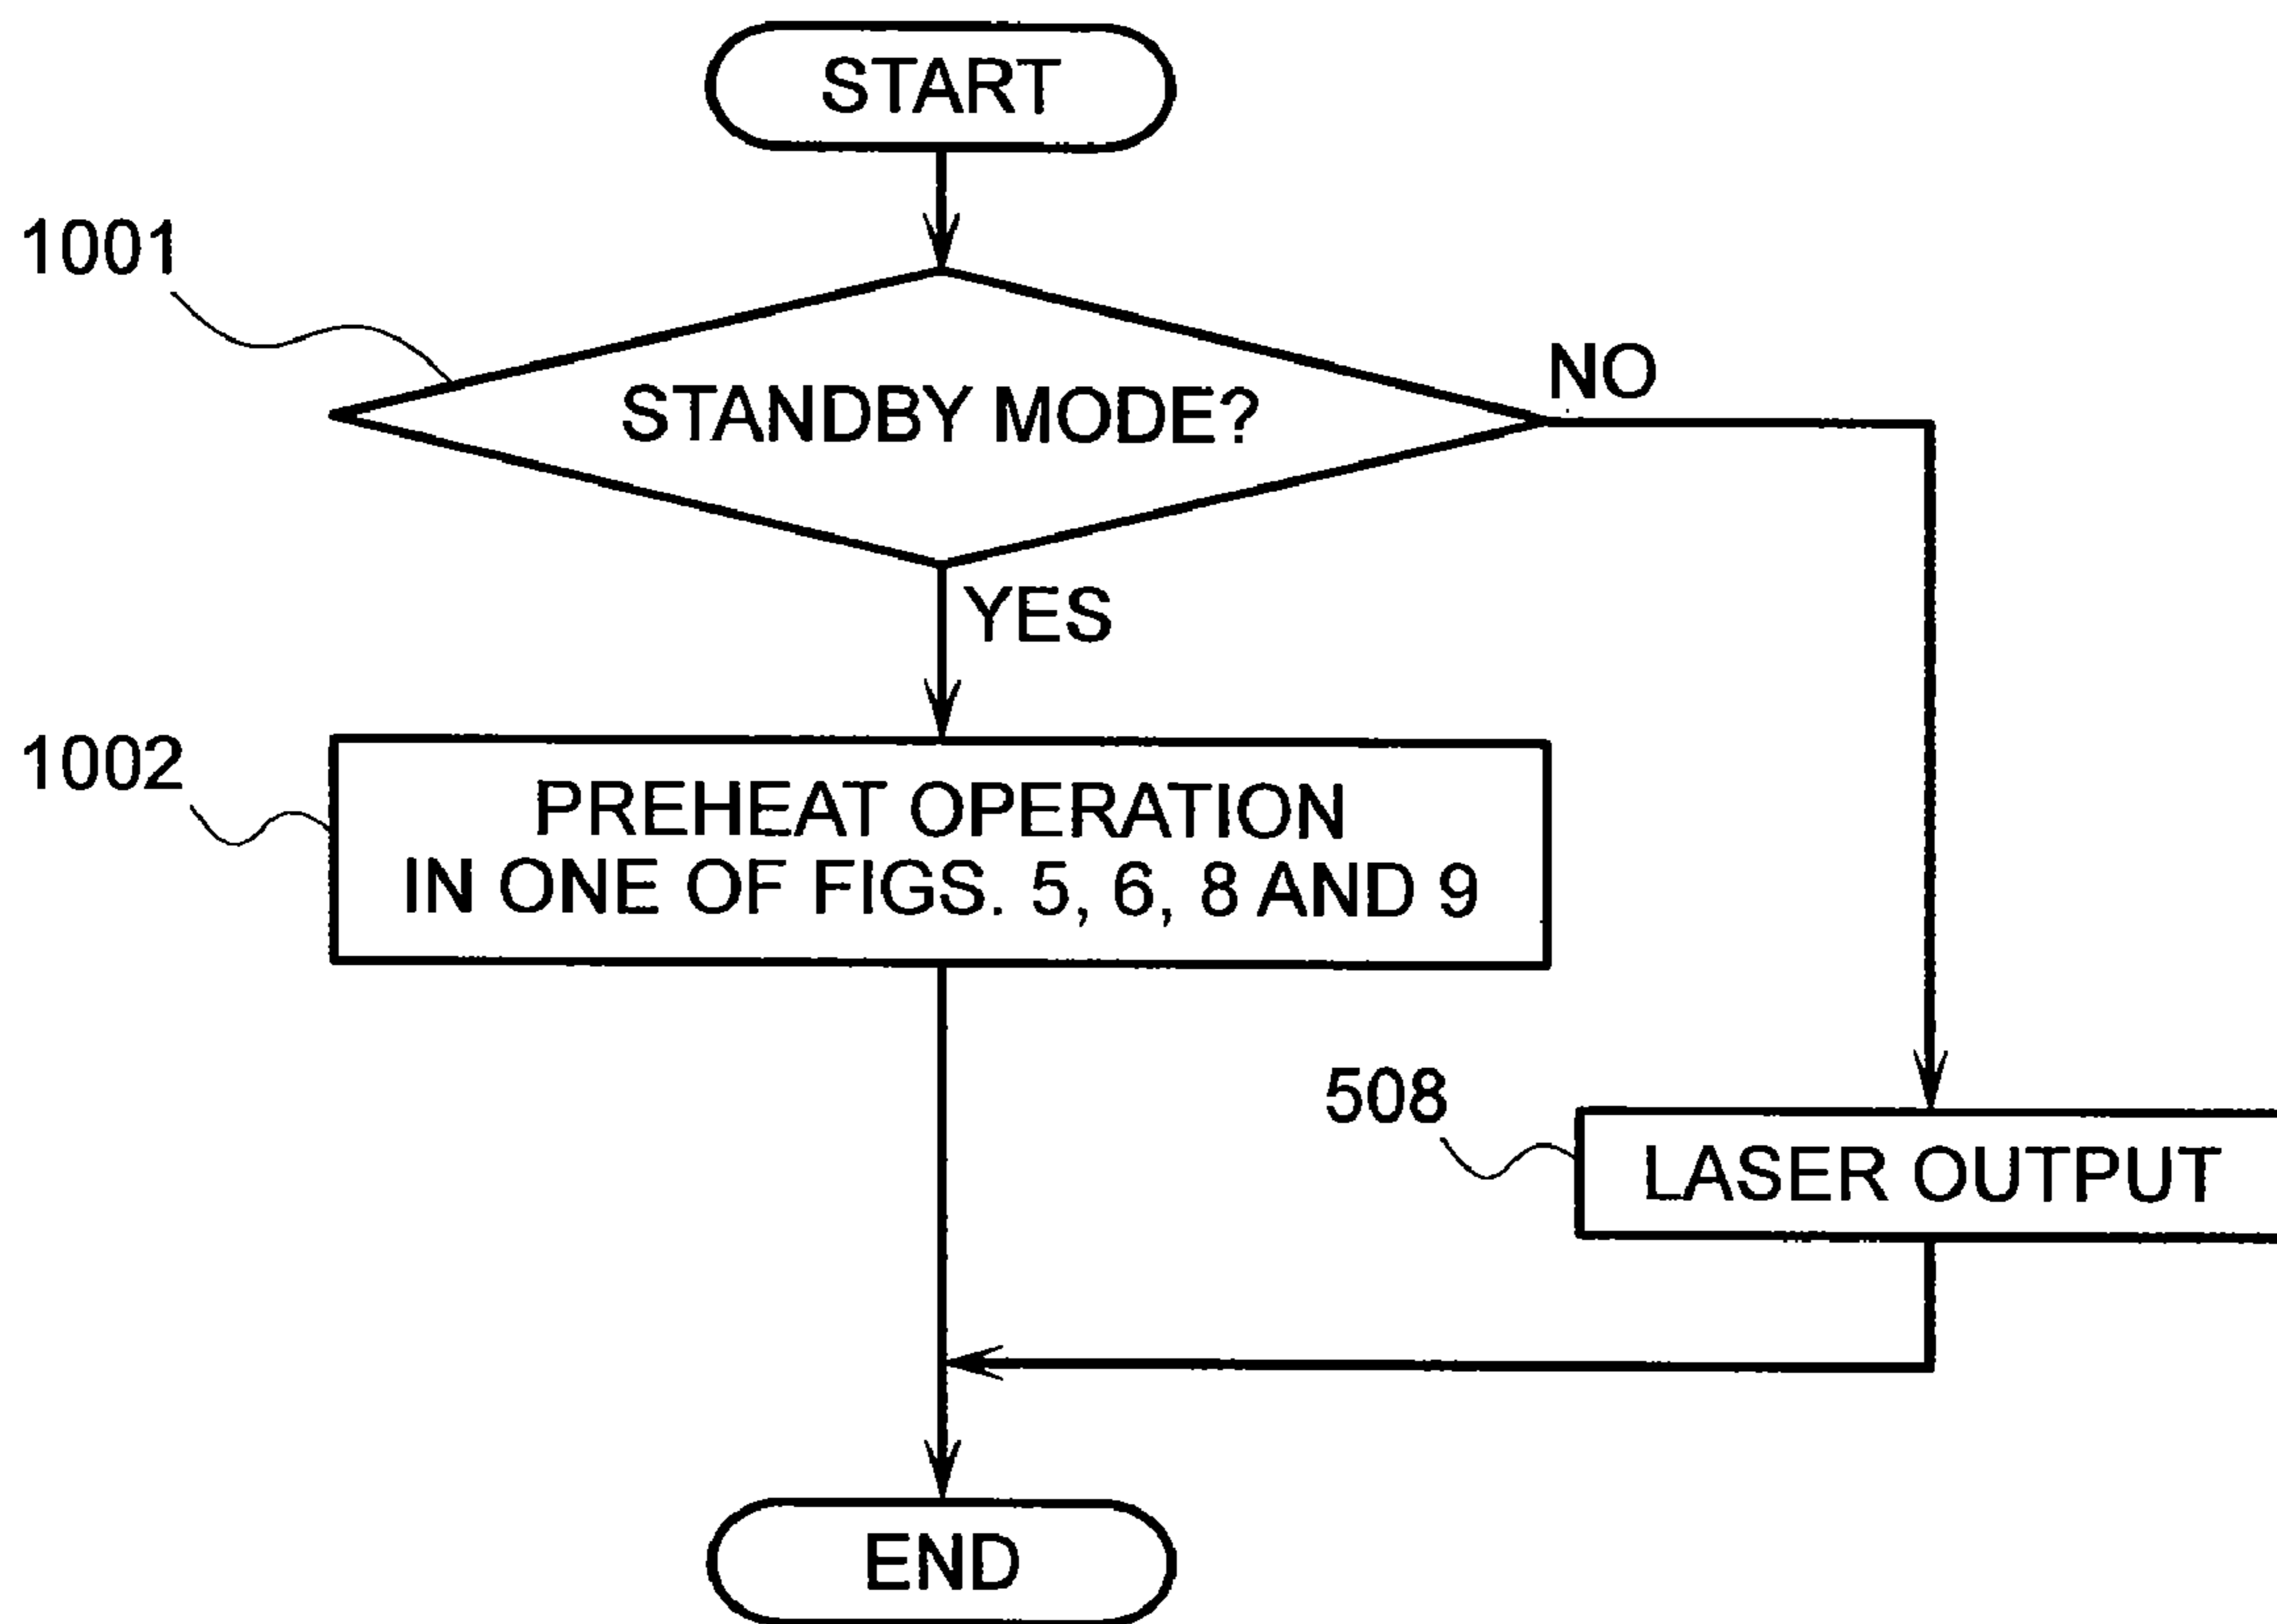 START
1001
STANDBY MODE?
NO
YES
1002
PREHEAT OPERATION
IN ONE OF FIGS. 5, 6, 8 AND 9
508
LASER OUTPUT
END